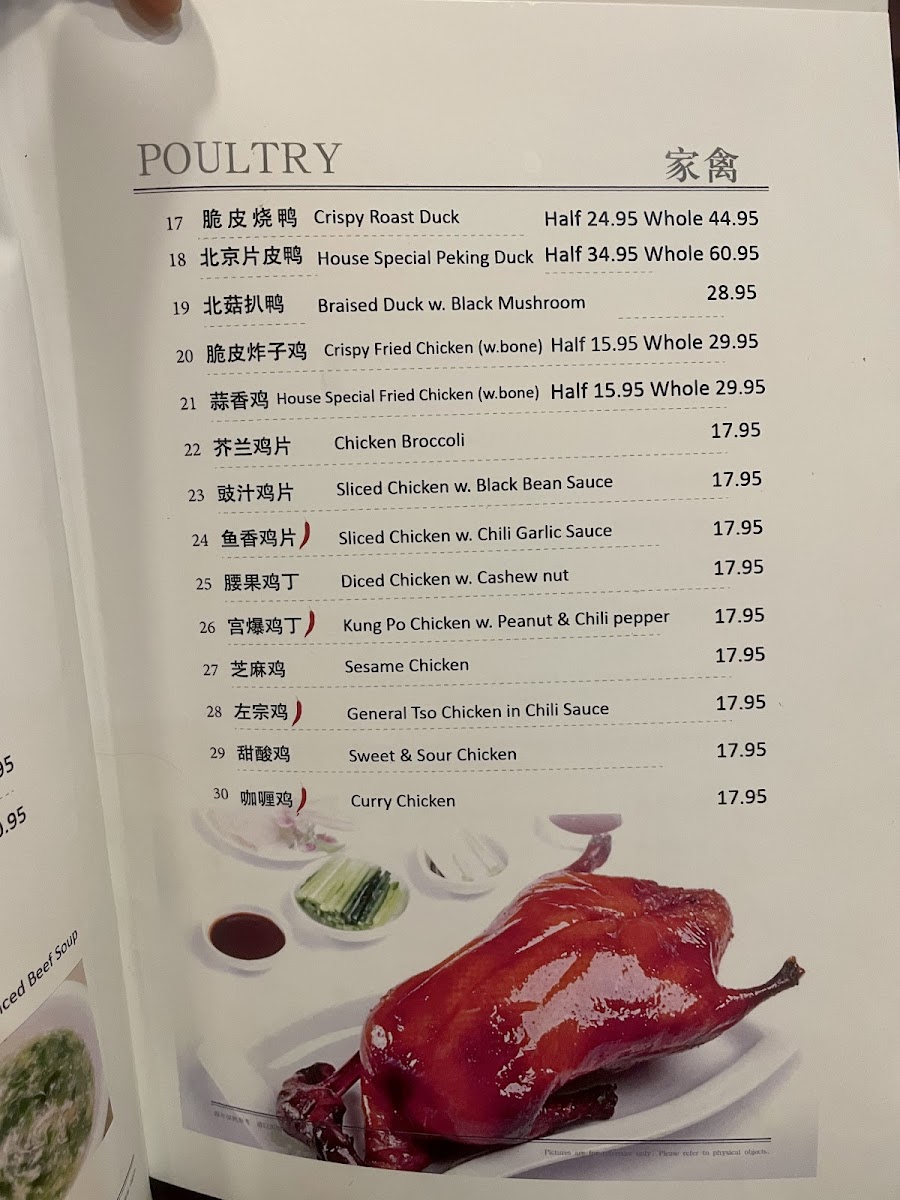 POULTRY 家禽
17 脆皮烧鸭 Crispy Roast Duck Half 24.95 Whole 44.95
18 北京片皮鸭 House Special Peking Duck Half 34.95 Whole 60.95
19 北菇扒鸭 Braised Duck w. Black Mushroom 28.95
20 脆皮炸子鸡 Crispy Fried Chicken (w.bone) Half 15.95 Whole 29.95
21 蒜香鸡 House Special Fried Chicken (w.bone) Half 15.95 Whole 29.95
22 芥兰鸡片 Chicken Broccoli 17.95
23 豉汁鸡片 Sliced Chicken w. Black Bean Sauce 17.95
24 鱼香鸡片 Sliced Chicken w. Chili Garlic Sauce 17.95
25 腰果鸡丁 Diced Chicken w. Cashew nut 17.95
26 宫爆鸡丁 Kung Po Chicken w. Peanut & Chili pepper 17.95
27 芝麻鸡 Sesame Chicken 17.95
28 左宗鸡 General Tso Chicken in Chili Sauce 17.95
29 甜酸鸡 Sweet & Sour Chicken 17.95
30 咖喱鸡 Curry Chicken 17.95
Beef Soup
Pictures are for only. Please refer to physical objects.